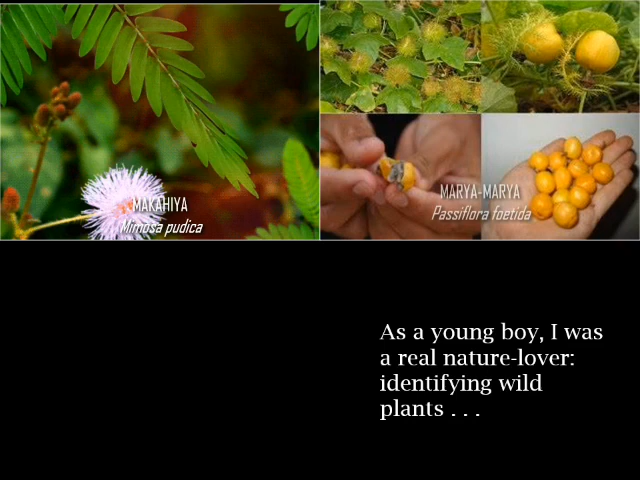 MAKAHIYA
Mimosa pudica
MARYA-MARYA
Passiflora foetida
As a young boy, I was
a real nature-lover:
identifying wild
plants . . .